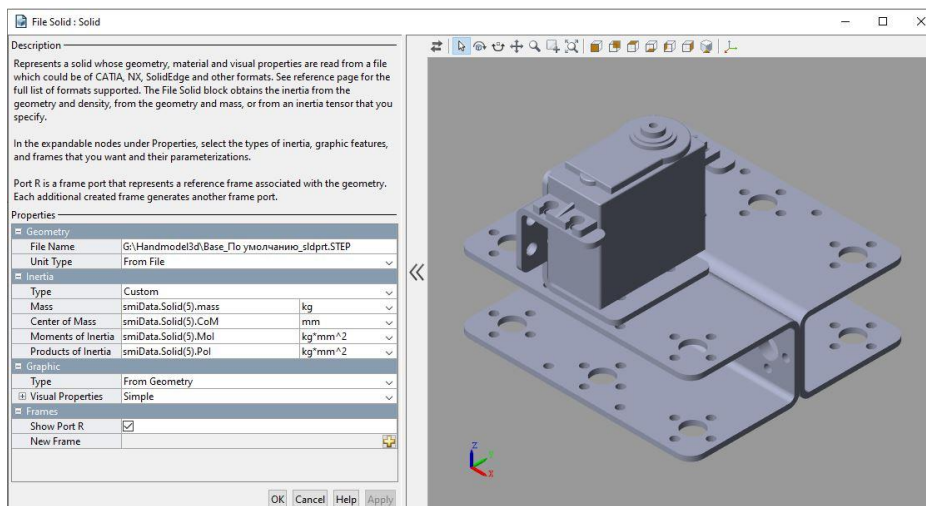 File Solid : Solid
Description
Represents a solid whose geometry, material and visual properties are read from a file
which could be of CATIA, NX, SolidEdge and other formats. See reference page for the
full list of formats supported. The File Solid block obtains the inertia from the
geometry and density, from the geometry and mass, or from an inertia tensor that you
specify.
In the expandable nodes under Properties, select the types of inertia, graphic features,
and frames that you want and their parameterizations.
Port R is a frame port that represents a reference frame associated with the geometry.
Each additional created frame generates another frame port.
Properties
Geometry
File Name G:\Handmodel3d\Base_По умолчанию_sldprt.STEP
Unit Type From File
Inertia
Type Custom
Mass smiData.Solid(5).mass kg
Center of Mass smiData.Solid(5).CoM mm
Moments of Inertia smiData.Solid(5).MoI kg*mm^2
Products of Inertia smiData.Solid(5).PoI kg*mm^2
Graphic
Type From Geometry
Visual Properties Simple
Frames
Show Port R
New Frame
OK Cancel Help Apply
Z
Y
X